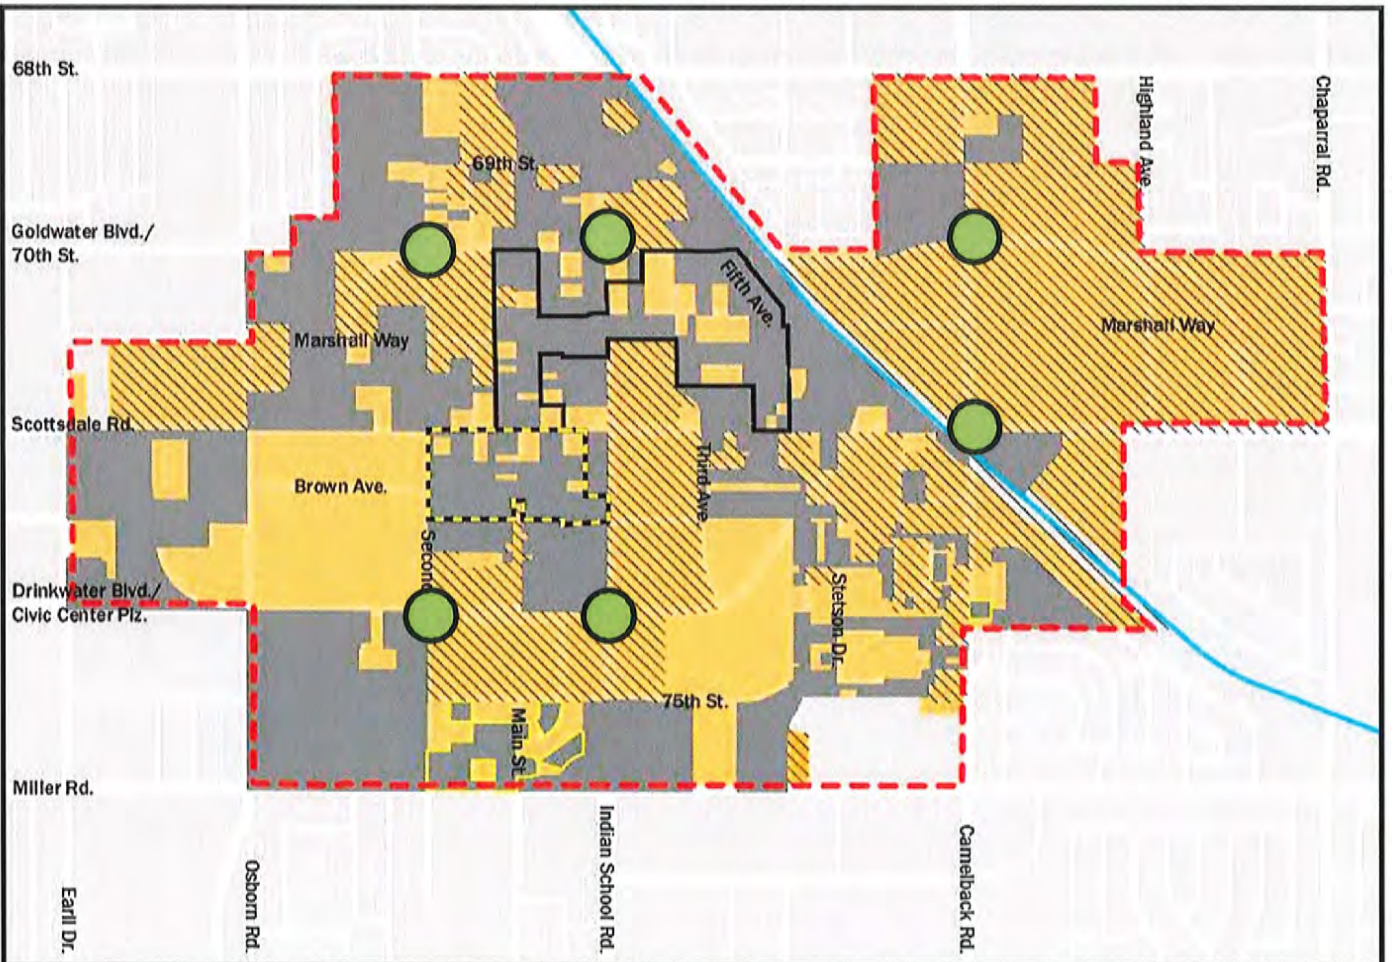 68th St.
Highland Ave.
Chaparral Rd.
69th St.
Goldwater Blvd./
70th St.
Fifth Ave.
Marshall Way
Marshall Way
Scottsdale Rd.
Third Ave.
Brown Ave.
Second
Drinkwater Blvd./
Civic Center Plz.
Stetson Dr.
75th St.
Main St.
Miller Rd.
Indian School Rd.
Camelback Rd.
Osborn Rd.
Earll Dr.